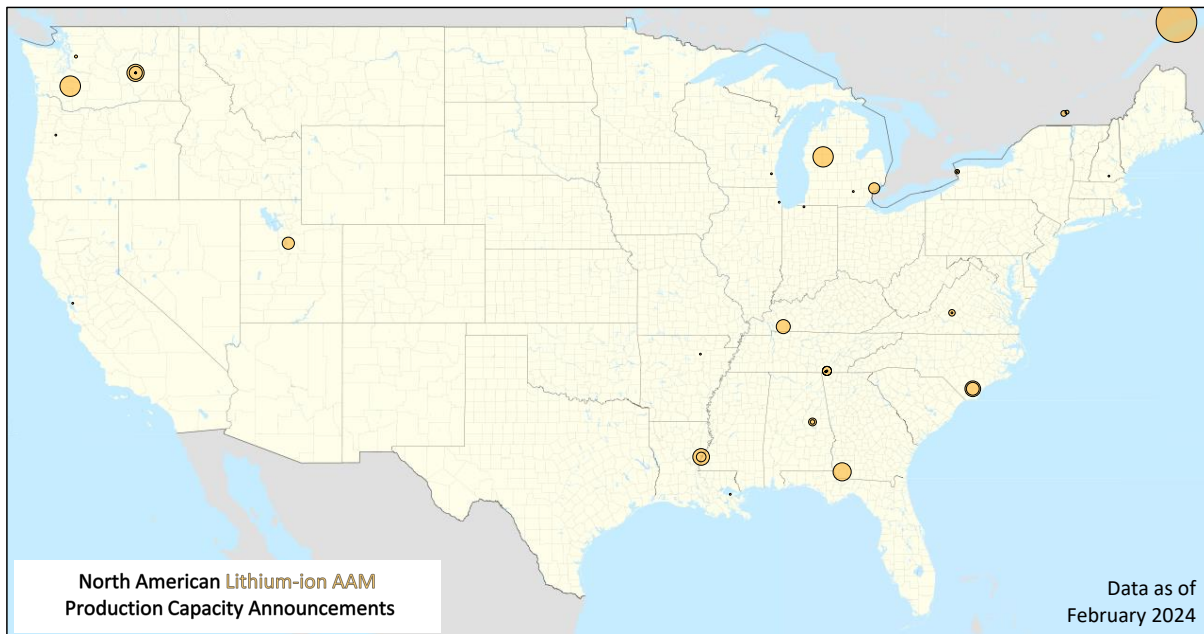 North American Lithium-ion AAM
Production Capacity Announcements
Data as of
February 2024